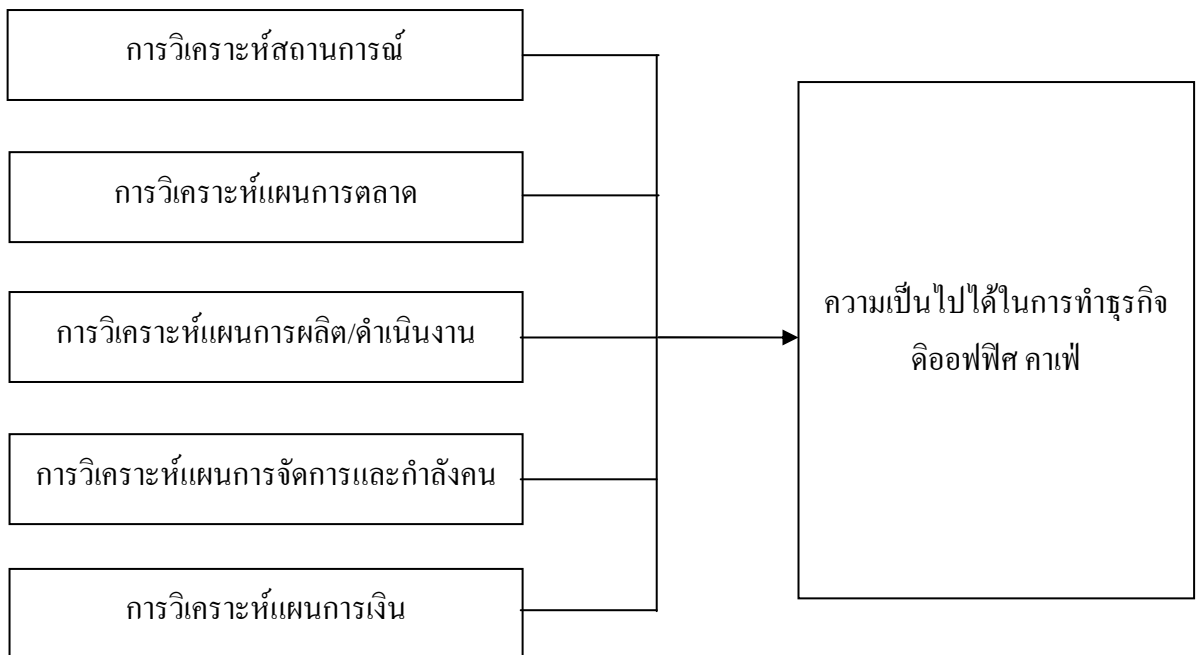 การวิเคราะห์สถานการณ์
การวิเคราะห์แผนการตลาด
การวิเคราะห์แผนการผลิต/ดำเนินงาน
การวิเคราะห์แผนการจัดการและกำลังคน
การวิเคราะห์แผนการเงิน
ความเป็นไปได้ในการทำธุรกิจ
ดิออฟฟิศ คาเฟ่